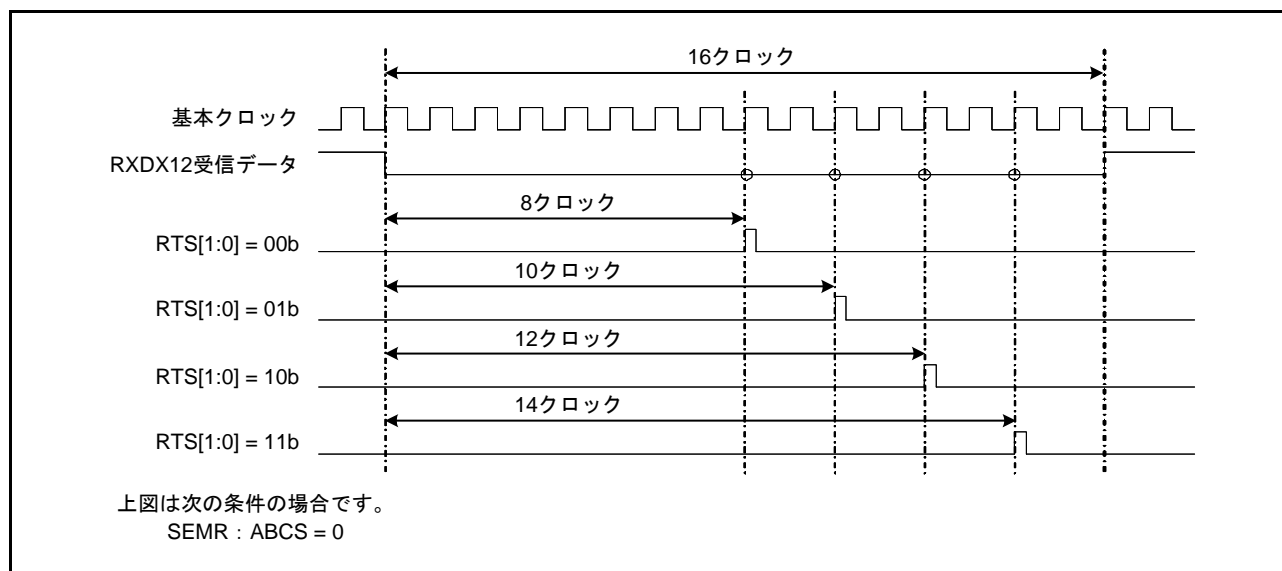 16クロック
基本クロック
RXDX12受信データ
8クロック
RTS[1:0] = 00b
10クロック
RTS[1:0] = 01b
12クロック
RTS[1:0] = 10b
14クロック
RTS[1:0] = 11b
上図は次の条件の場合です。
SEMR：ABCS = 0